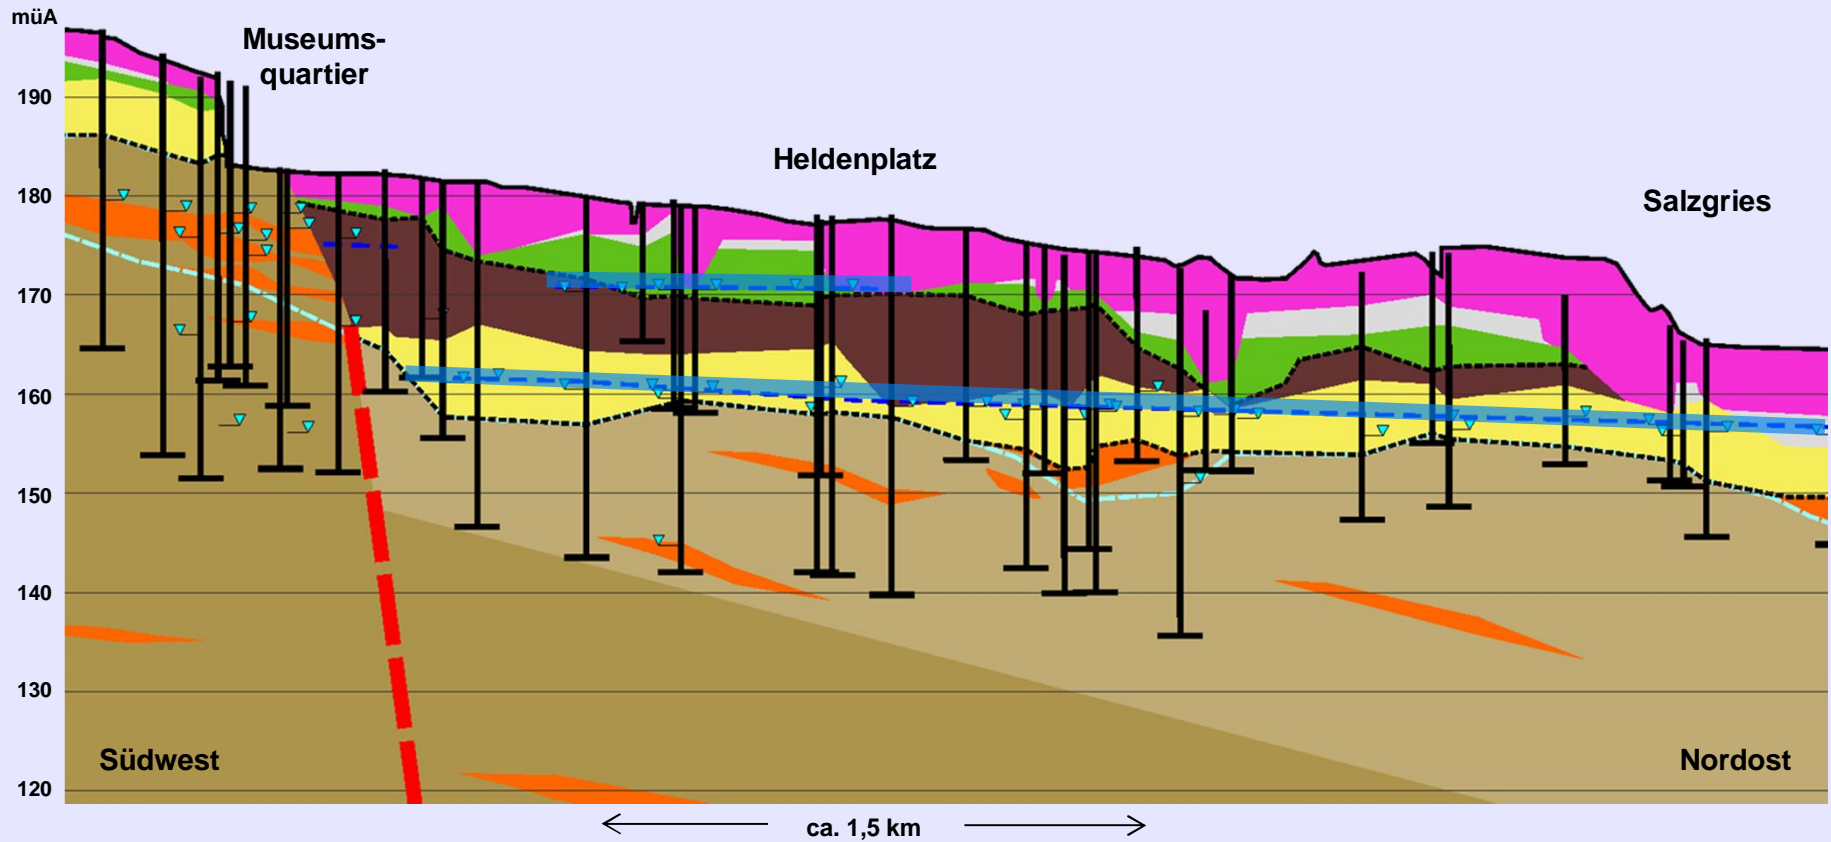 müA
Museums-
quartier
190
Heldenplatz
180
Salzgries
170
160
150
140
130
Südwest
Nordost
120
ca. 1,5 km